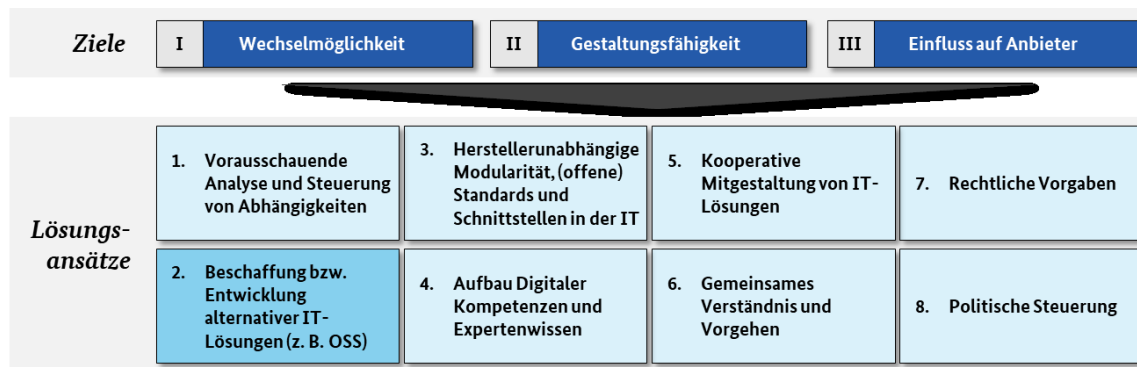 Ziele
I Wechselmöglichkeit
II Gestaltungsfähigkeit
III Einfluss auf Anbieter
Lösungs-
ansätze
1. Vorausschauende
Analyse und Steuerung
von Abhängigkeiten
3. Herstellerunabhängige
Modularität, (offene)
Standards und
Schnittstellen in der IT
5. Kooperative
Mitgestaltung von IT-
Lösungen
7. Rechtliche Vorgaben
2. Beschaffung bzw.
Entwicklung
alternativer IT-
Lösungen (z. B. OSS)
4. Aufbau Digitaler
Kompetenzen und
Expertenwissen
6. Gemeinsames
Verständnis und
Vorgehen
8. Politische Steuerung